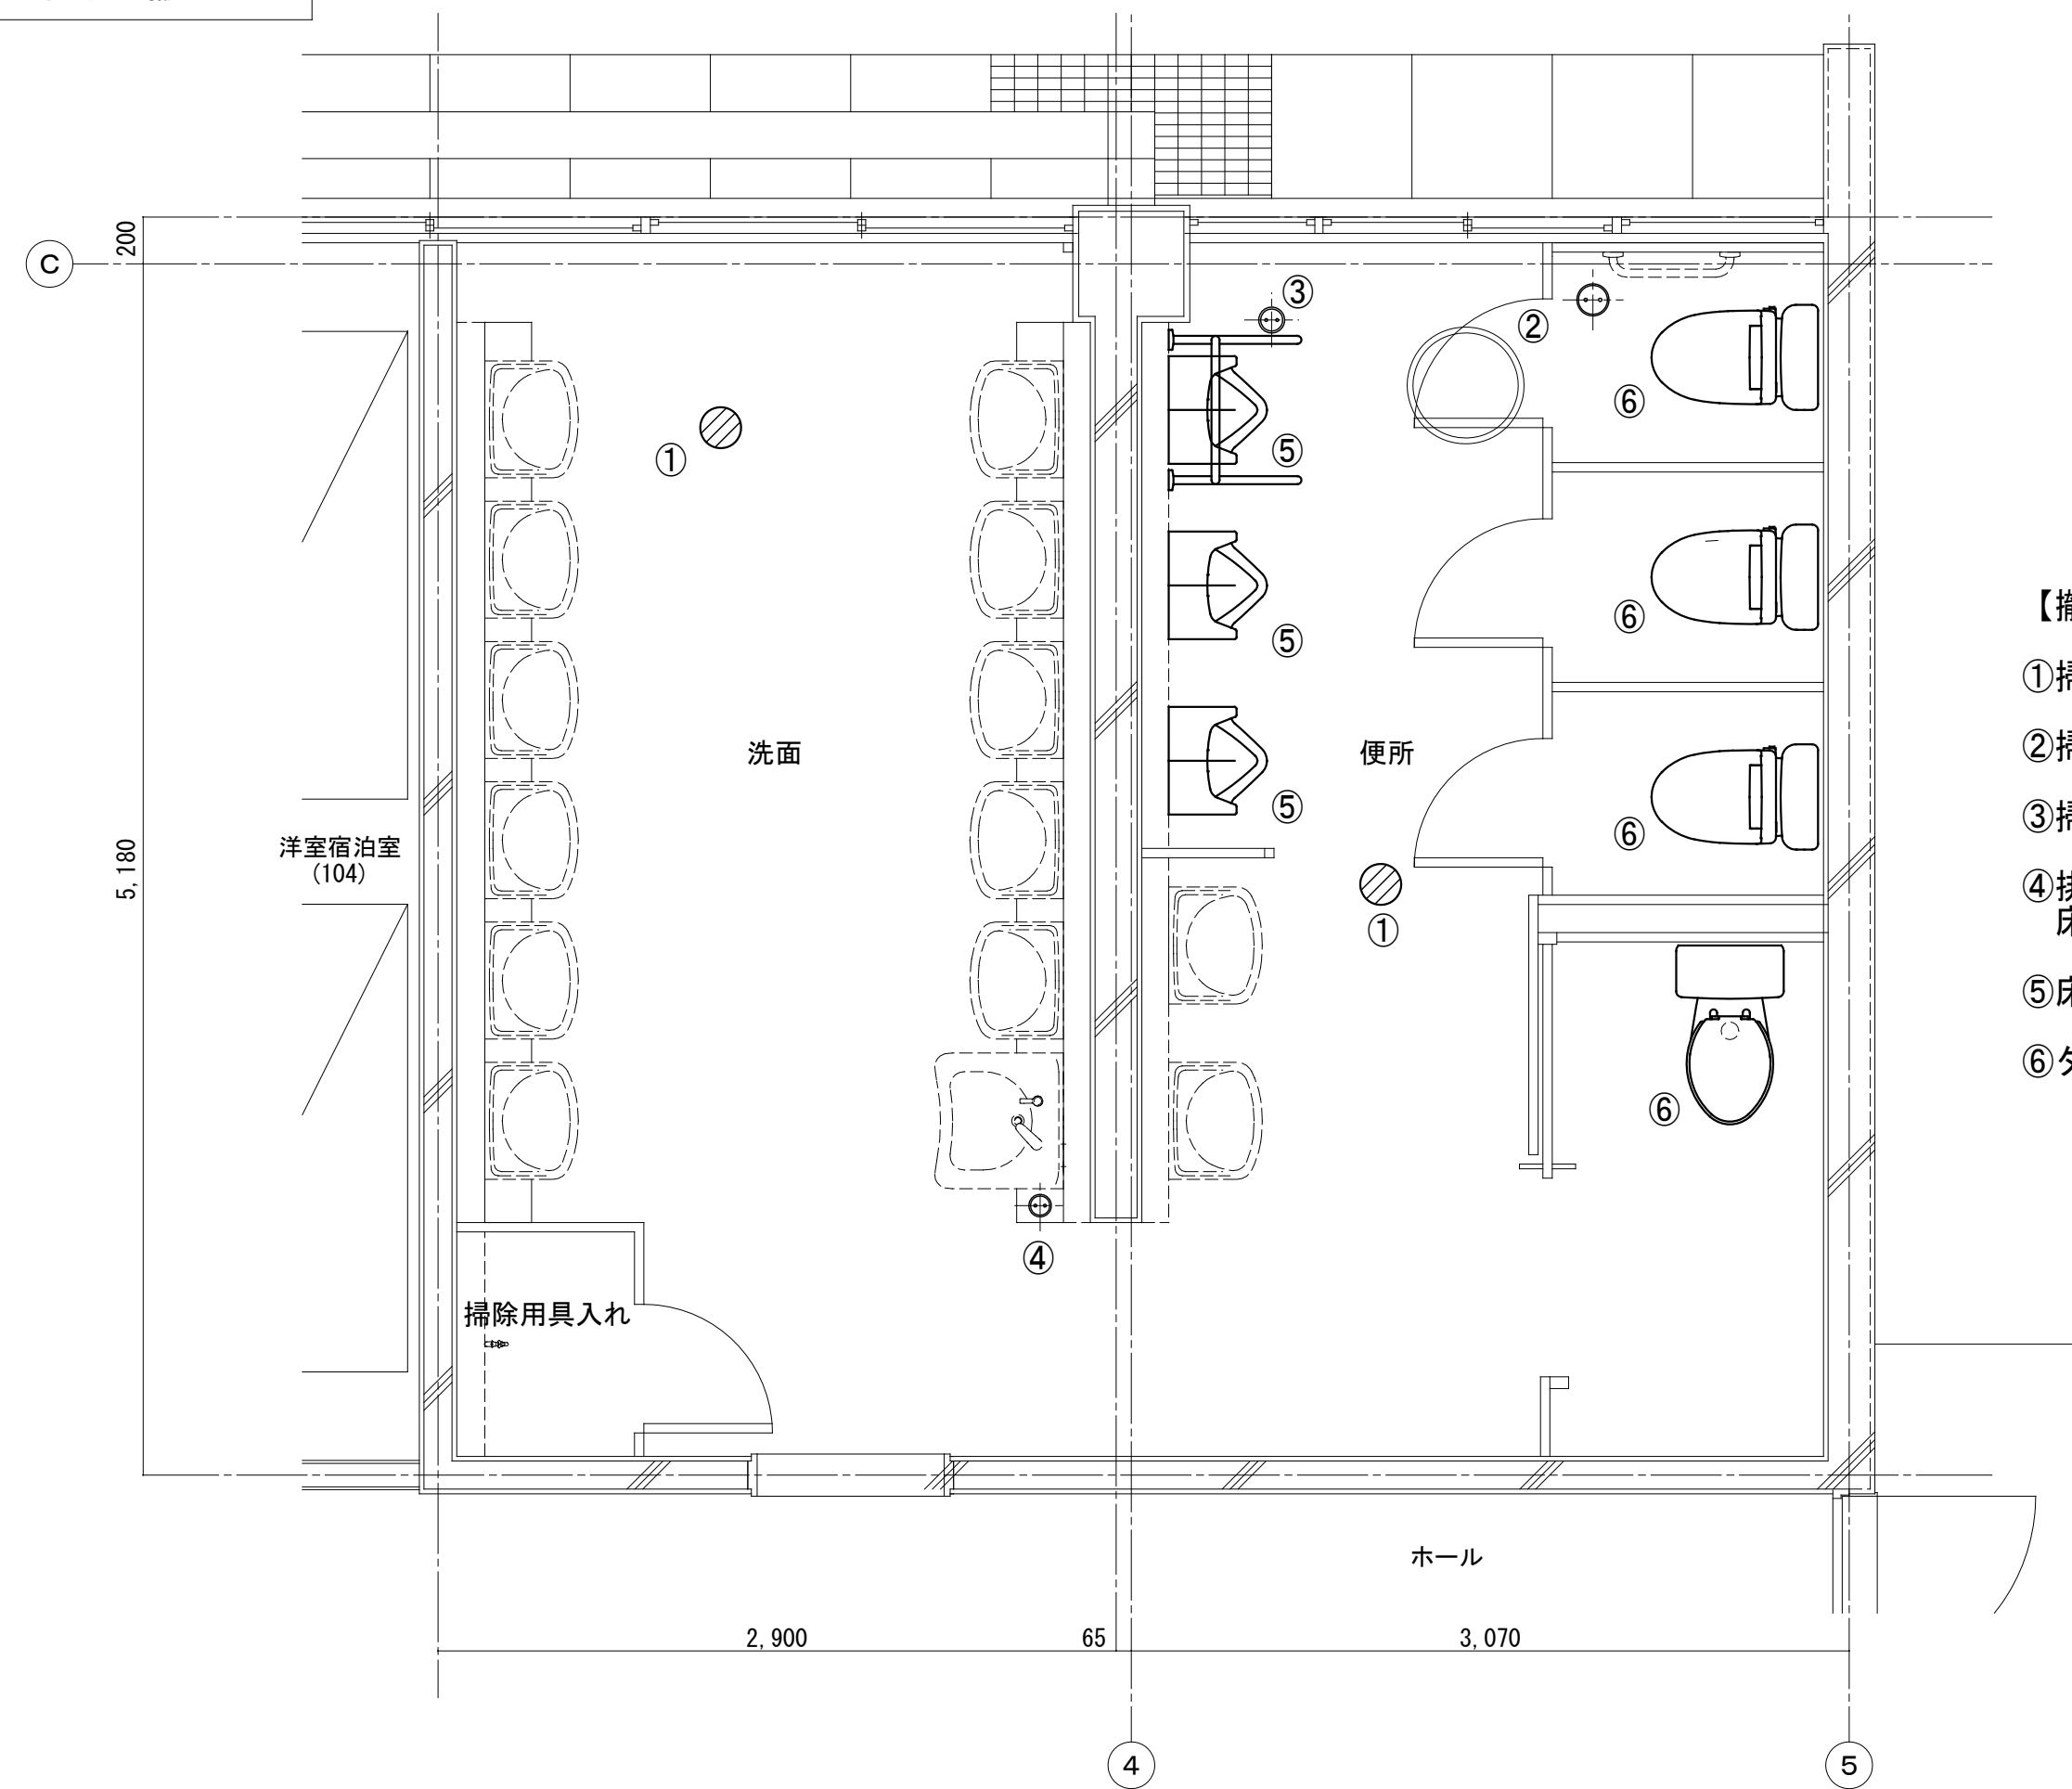 200
C
③
②
⑥
⑤
①
⑥
⑤
【撤
①掃
②掃
洗面
便所
⑤
⑥
③掃
5,180
洋室宿泊室
(104)
④排
床
①
⑤床
⑥タ
⑥
④
掃除用具入れ
ホール
2,900
65
3,070
4
5